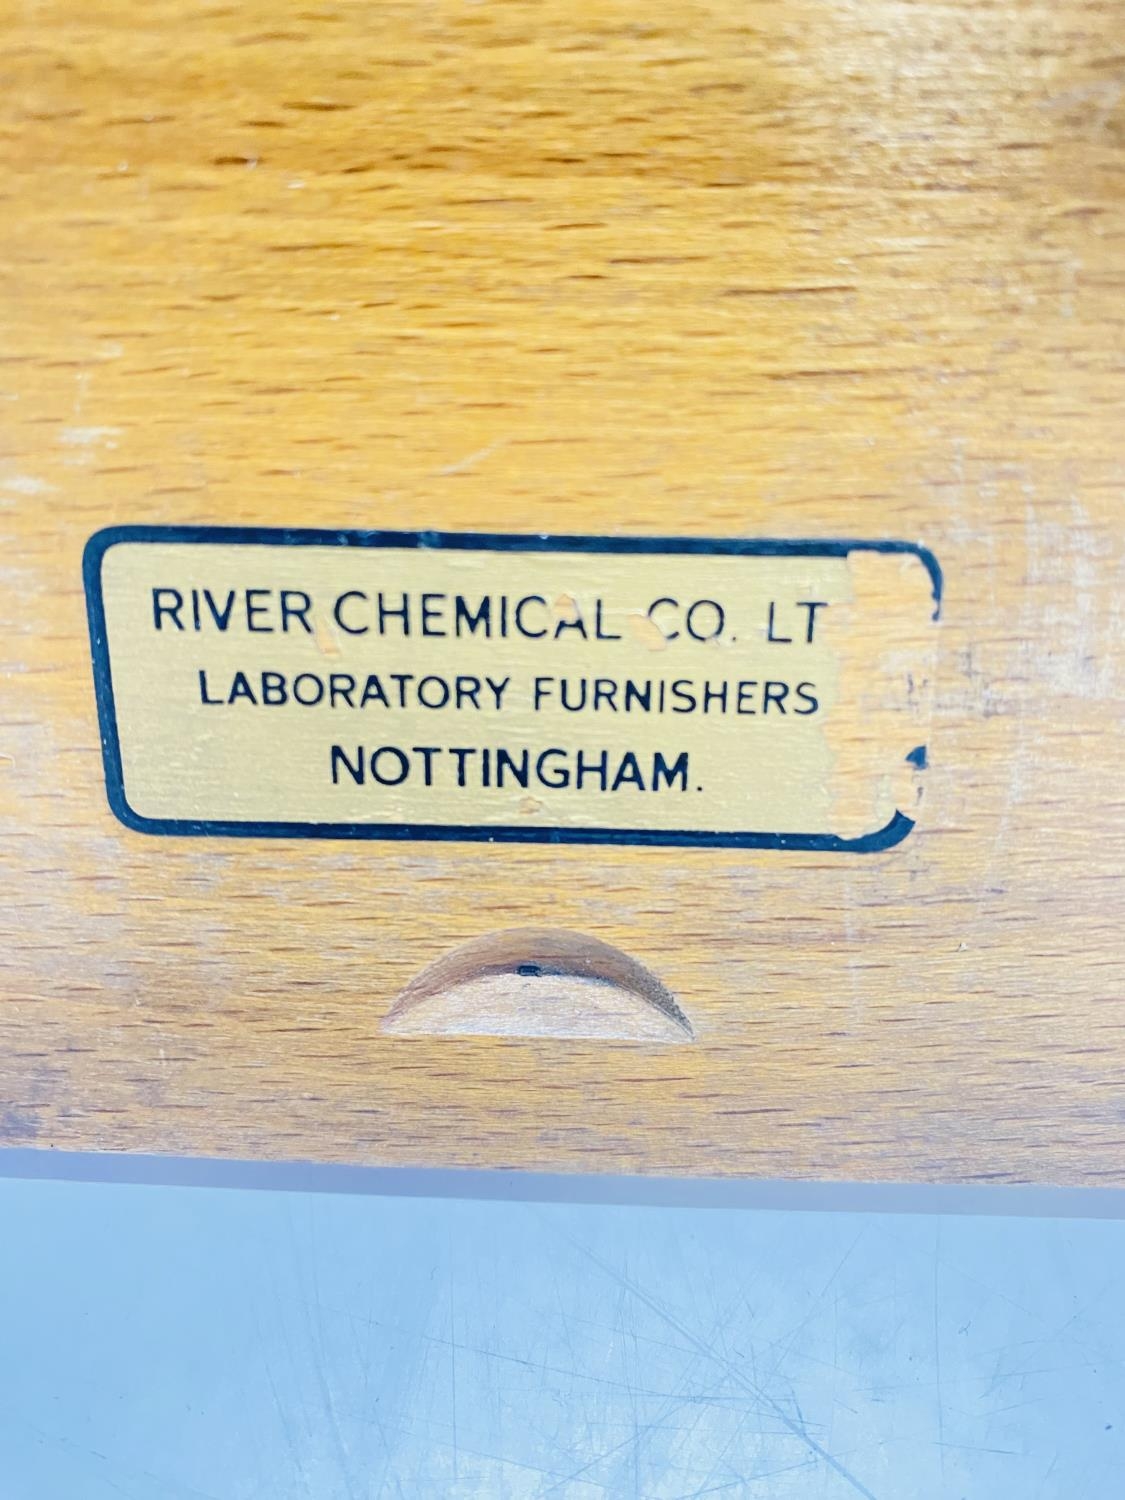 RIVER CHEMICAL CO. LT
LABORATORY FURNISHERS
NOTTINGHAM.